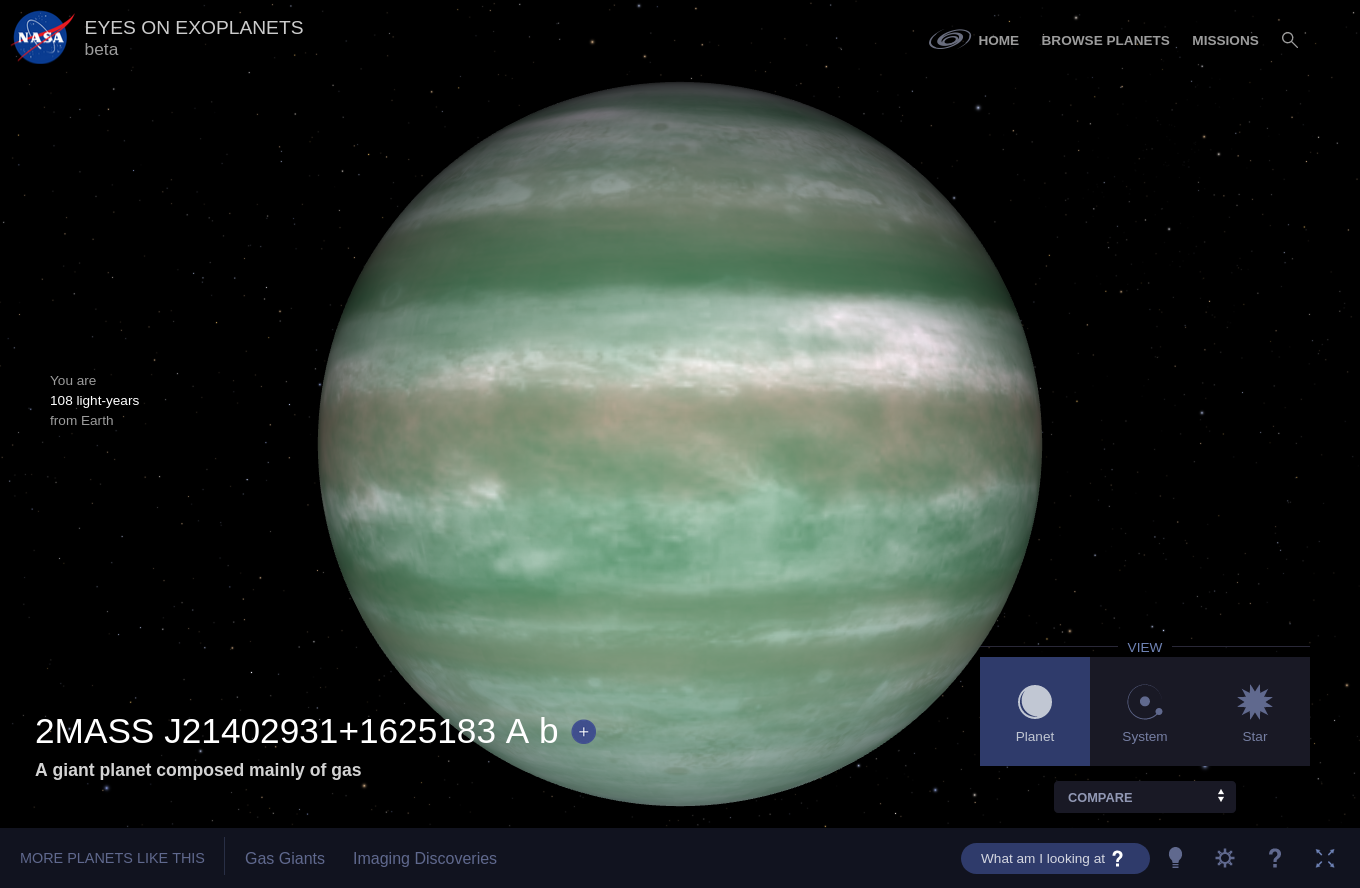 NASA
EYES ON EXOPLANETS
beta
HOME
BROWSE PLANETS
MISSIONS
You are
108 light-years
from Earth
VIEW
Planet
System
Star
2MASS J21402931+1625183 A b +
A giant planet composed mainly of gas
COMPARE
MORE PLANETS LIKE THIS
Gas Giants
Imaging Discoveries
What am I looking at ?
?